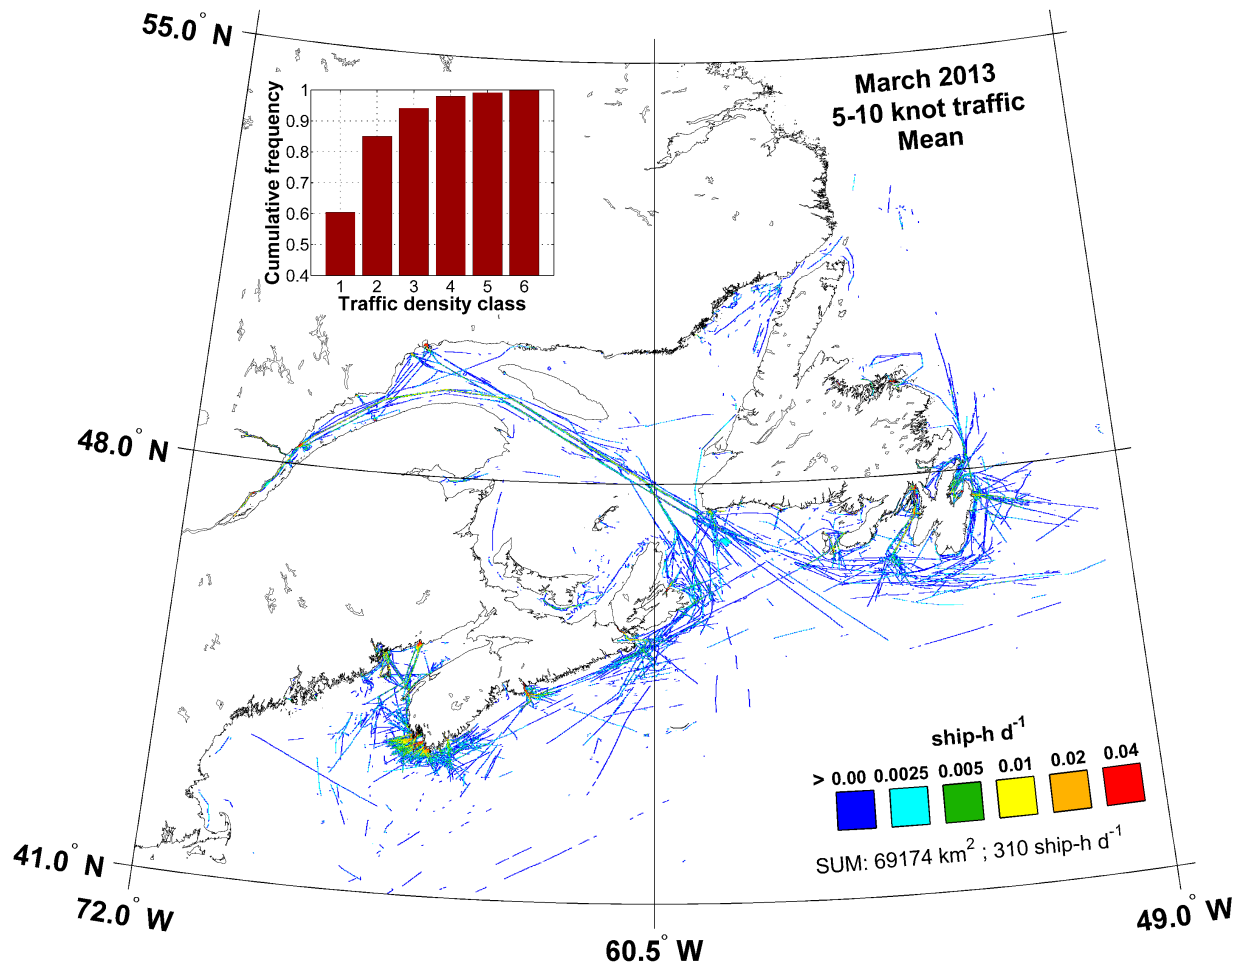 55.0° N
March 2013
5-10 knot traffic
Mean
Cumulative frequency
1
0.9
0.8
0.7
0.6
0.5
0.4
1 2 3 4 5 6
Traffic density class
48.0° N
ship-h d⁻¹
> 0.00 0.0025 0.005 0.01 0.02 0.04
SUM: 69174 km² ; 310 ship-h d⁻¹
41.0° N
72.0° W
60.5° W
49.0° W